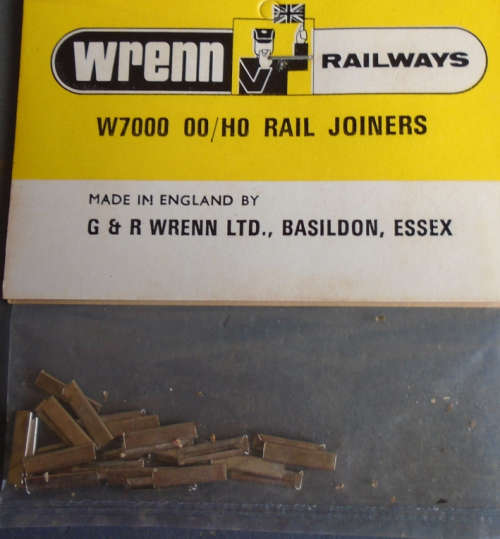 wrenn RAILWAYS
W7000 00/H0 RAIL JOINERS
MADE IN ENGLAND BY
G & R WRENN LTD., BASILDON, ESSEX